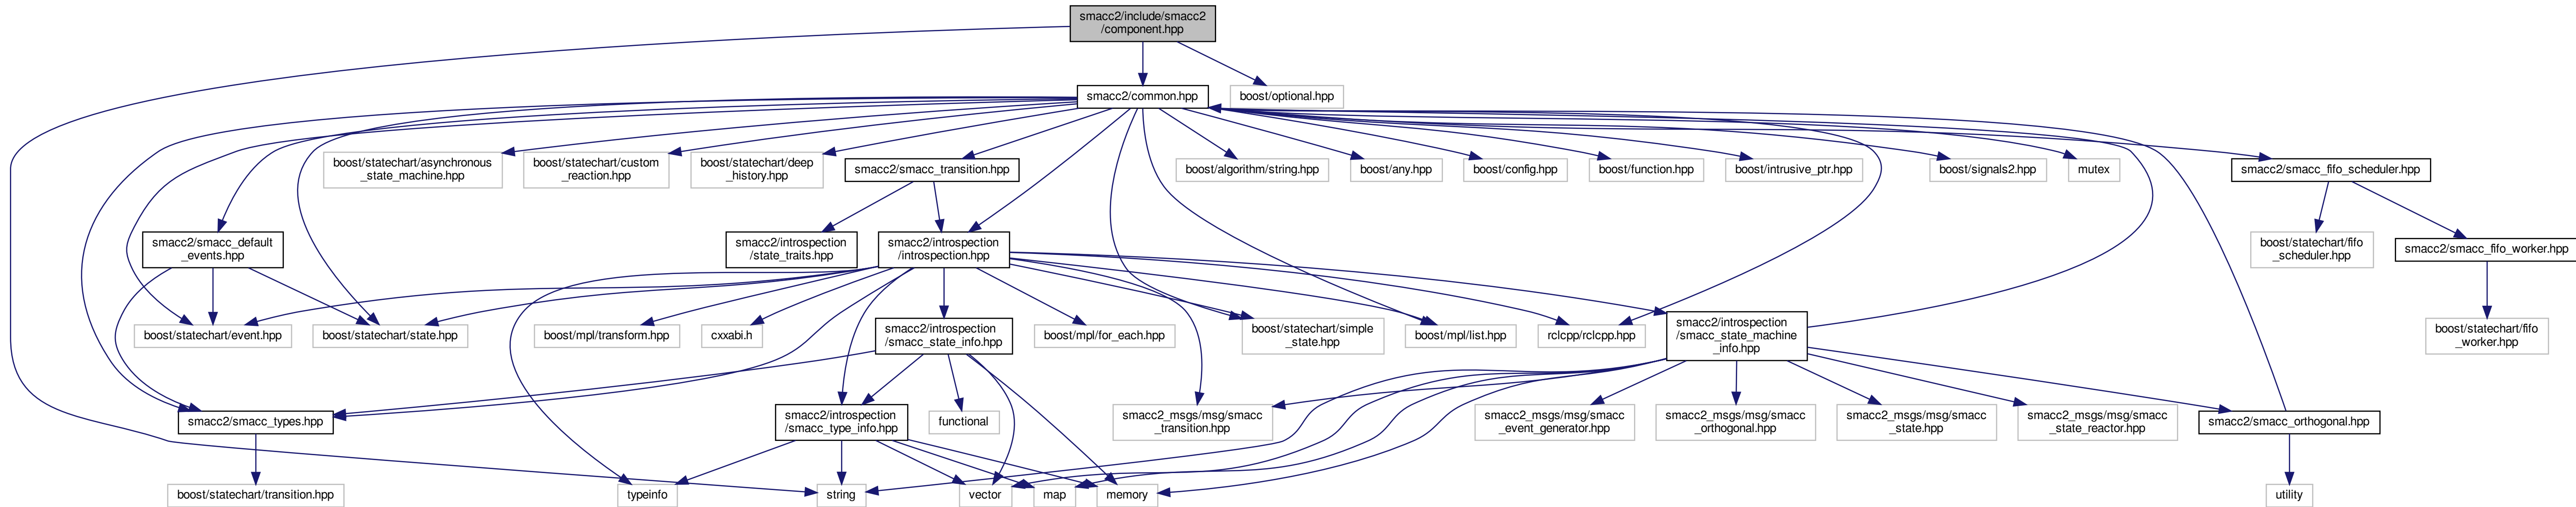 smacc2/include/smacc2
/component.hpp
smacc2/common.hpp
boost/optional.hpp
boost/statechart/asynchronous
_state_machine.hpp
boost/statechart/custom
_reaction.hpp
boost/statechart/deep
_history.hpp
smacc2/smacc_transition.hpp
boost/algorithm/string.hpp
boost/any.hpp
boost/config.hpp
boost/function.hpp
boost/intrusive_ptr.hpp
boost/signals2.hpp
mutex
smacc2/smacc_fifo_scheduler.hpp
smacc2/smacc_default
_events.hpp
smacc2/introspection
/state_traits.hpp
smacc2/introspection
/introspection.hpp
boost/statechart/fifo
_scheduler.hpp
smacc2/smacc_fifo_worker.hpp
boost/statechart/event.hpp
boost/statechart/state.hpp
boost/mpl/transform.hpp
cxxabi.h
smacc2/introspection
/smacc_state_info.hpp
boost/mpl/for_each.hpp
boost/statechart/simple
_state.hpp
boost/mpl/list.hpp
rclcpp/rclcpp.hpp
smacc2/introspection
/smacc_state_machine
_info.hpp
boost/statechart/fifo
_worker.hpp
smacc2/smacc_types.hpp
smacc2/introspection
/smacc_type_info.hpp
functional
smacc2_msgs/msg/smacc
_transition.hpp
smacc2_msgs/msg/smacc
_event_generator.hpp
smacc2_msgs/msg/smacc
_orthogonal.hpp
smacc2_msgs/msg/smacc
_state.hpp
smacc2_msgs/msg/smacc
_state_reactor.hpp
smacc2/smacc_orthogonal.hpp
boost/statechart/transition.hpp
typeinfo
string
vector
map
memory
utility